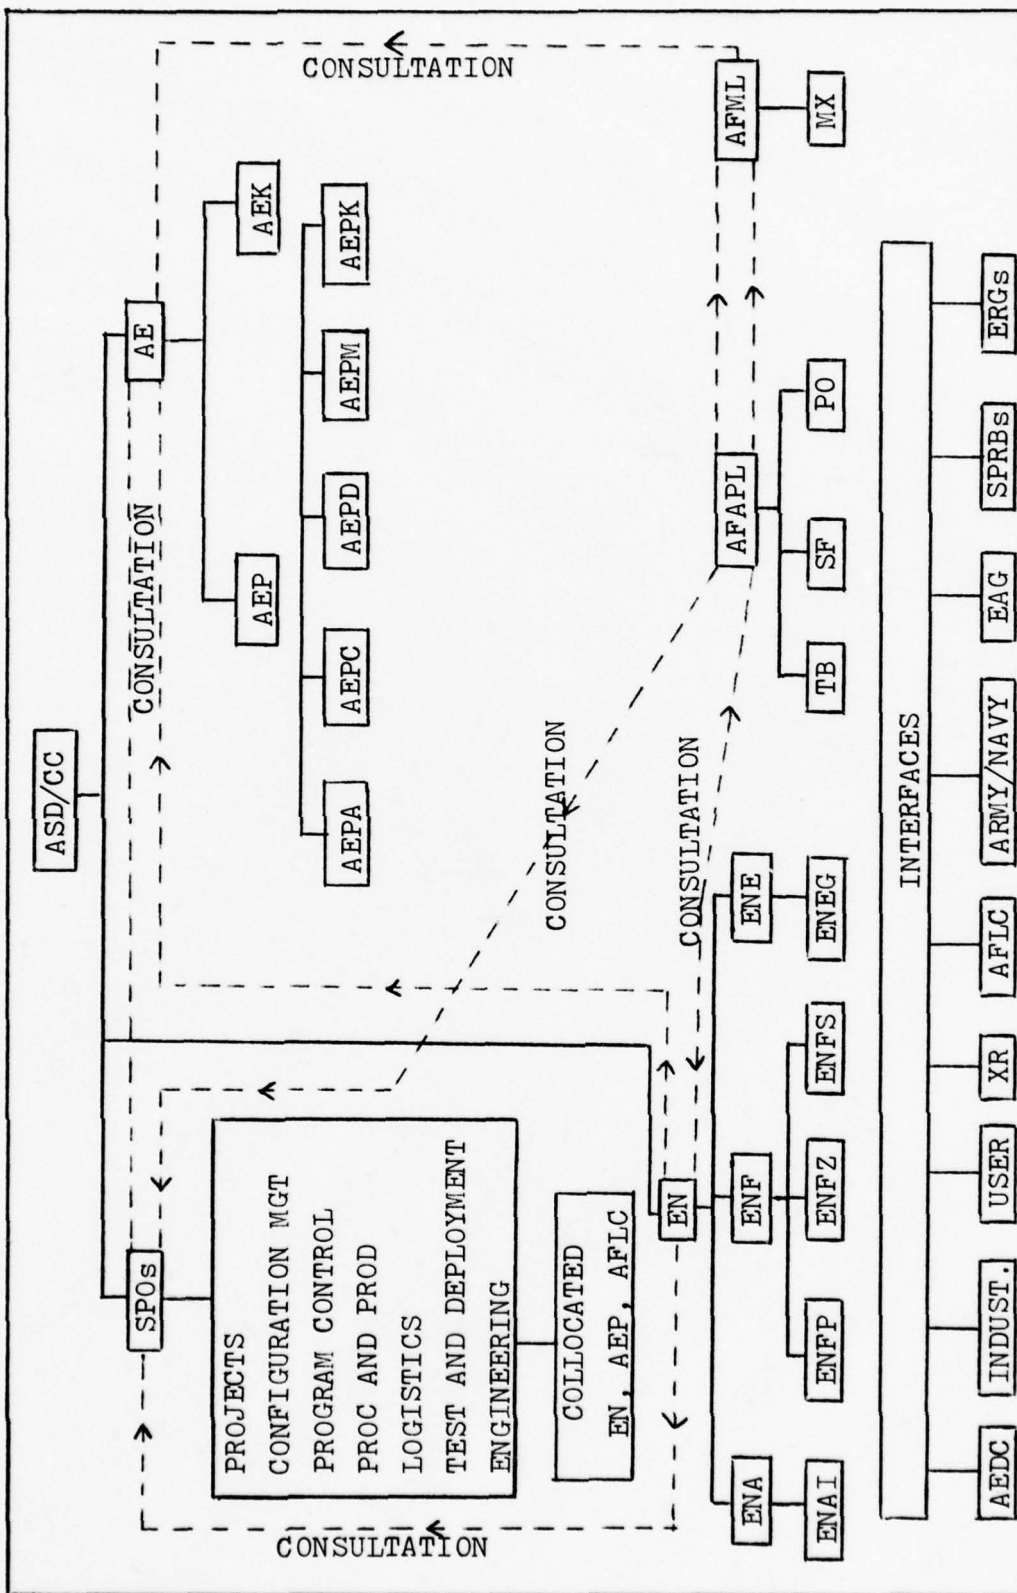 ASD/CC
SPOs
AE
CONSULTATION
CONSULTATION
PROJECTS
CONFIGURATION MGT
PROGRAM CONTROL
PROC AND PROD
LOGISTICS
TEST AND DEPLOYMENT
ENGINEERING
AEP
AEK
AEPA
AEPC
AEPD
AEPM
AEPK
CONSULTATION
COLLOCATED
EN, AEP, AFLC
CONSULTATION
EN
CONSULTATION
AFAPL
AFML
ENA
ENF
ENE
ENAI
ENFP
ENFZ
ENFS
ENEG
TB
SF
PO
MX
INTERFACES
AEDC
INDUST.
USER
XR
AFLC
ARMY/NAVY
EAG
SPRBs
ERGs